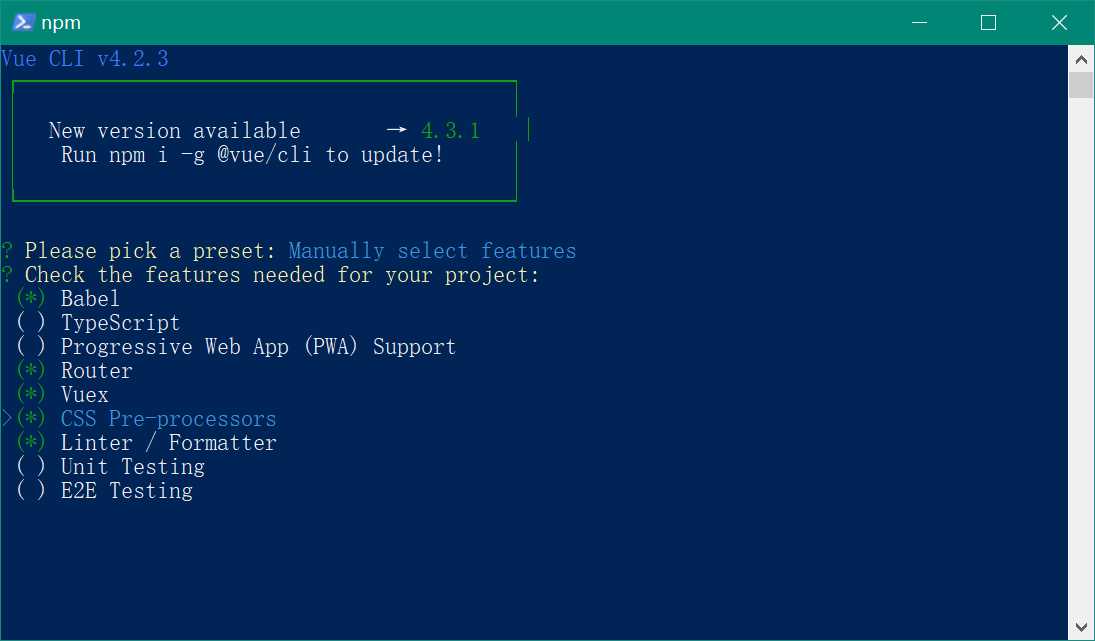 npm
Vue CLI v4.2.3
New version available → 4.3.1
Run npm i -g @vue/cli to update!
? Please pick a preset: Manually select features
? Check the features needed for your project:
(*) Babel
( ) TypeScript
( ) Progressive Web App (PWA) Support
(*) Router
(*) Vuex
>(*) CSS Pre-processors
(*) Linter / Formatter
( ) Unit Testing
( ) E2E Testing